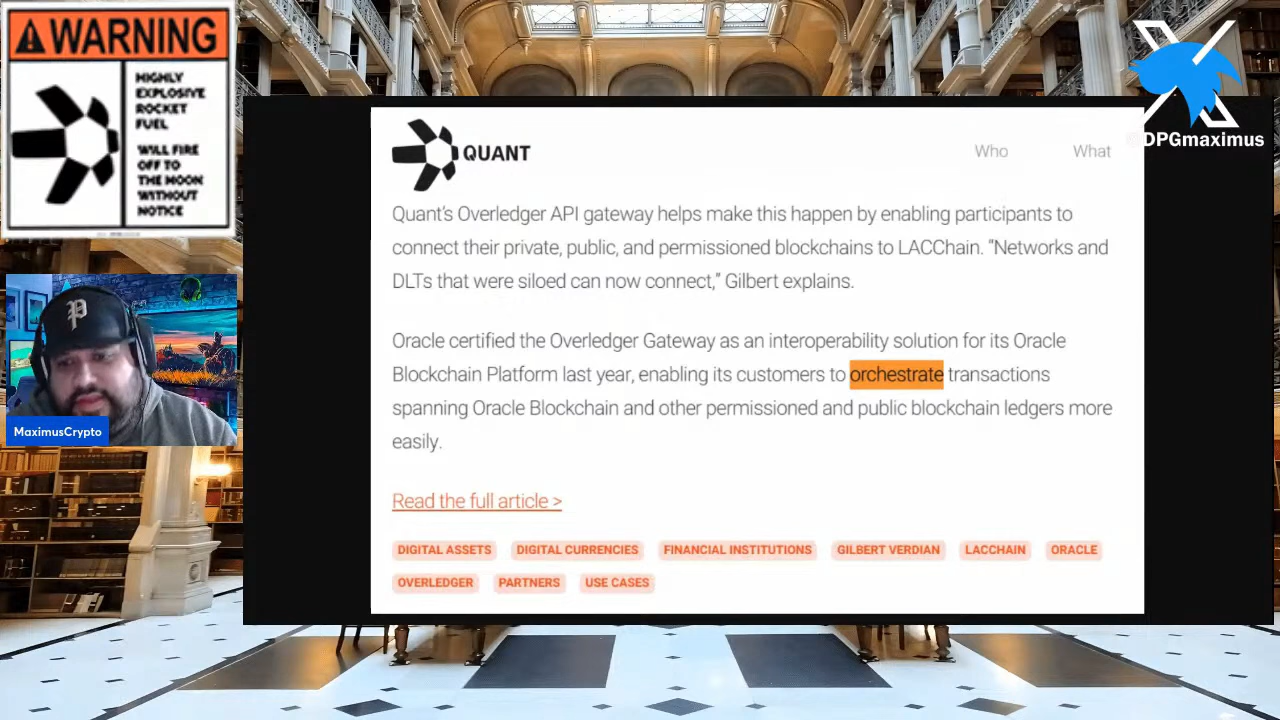 WARNING
HIGHLY
EXPLOSIVE
ROCKET
FUEL
WILL FIRE
OFF TO
THE MOON
WITHOUT
NOTICE
@DPGmaximus
QUANT
Who
What
Quant’s Overledger API gateway helps make this happen by enabling participants to
connect their private, public, and permissioned blockchains to LACChain. “Networks and
DLTs that were siloed can now connect,” Gilbert explains.
Oracle certified the Overledger Gateway as an interoperability solution for its Oracle
Blockchain Platform last year, enabling its customers to orchestrate transactions
spanning Oracle Blockchain and other permissioned and public blockchain ledgers more
easily.
Read the full article >
DIGITAL ASSETS
DIGITAL CURRENCIES
FINANCIAL INSTITUTIONS
GILBERT VERDIAN
LACCHAIN
ORACLE
OVERLEDGER
PARTNERS
USE CASES
P
MaximusCrypto